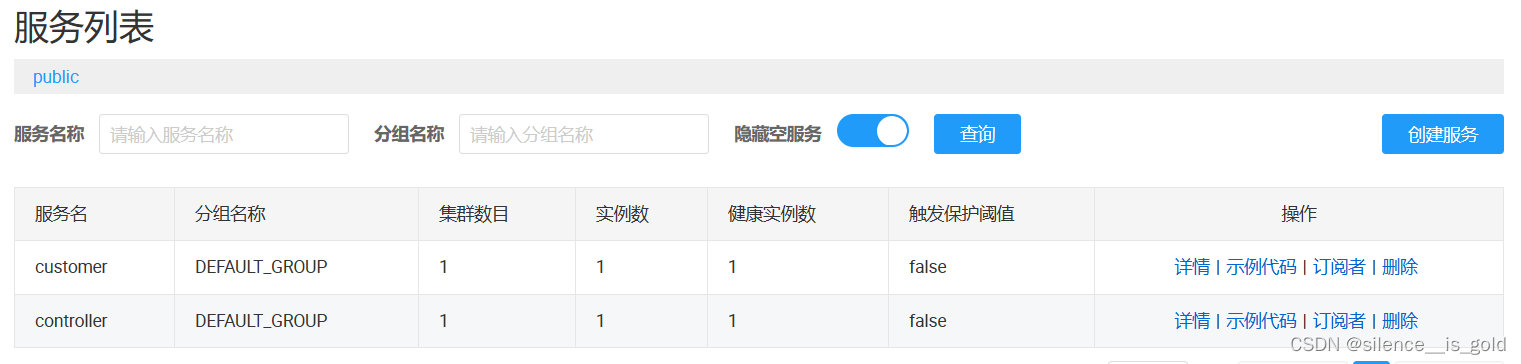 服务列表
public
服务名称 请输入服务名称 分组名称 请输入分组名称 隐藏空服务 查询 创建服务
服务名 分组名称 集群数目 实例数 健康实例数 触发保护阈值 操作
customer DEFAULT_GROUP 1 1 1 false 详情 | 示例代码 | 订阅者 | 删除
controller DEFAULT_GROUP 1 1 1 false 详情 | 示例代码 | 订阅者 | 删除
CSDN @silence__is_gold